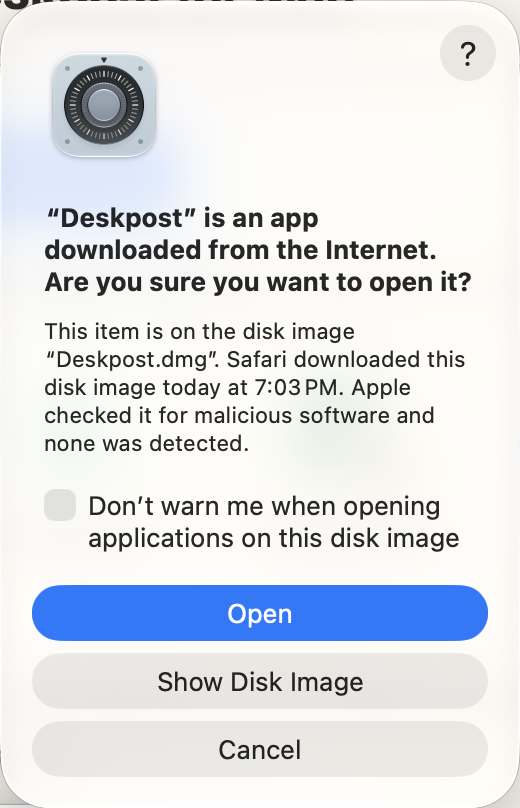 ?
“Deskpost” is an app
downloaded from the Internet.
Are you sure you want to open it?
This item is on the disk image
“Deskpost.dmg”. Safari downloaded this
disk image today at 7:03 PM. Apple
checked it for malicious software and
none was detected.
Don’t warn me when opening
applications on this disk image
Open
Show Disk Image
Cancel